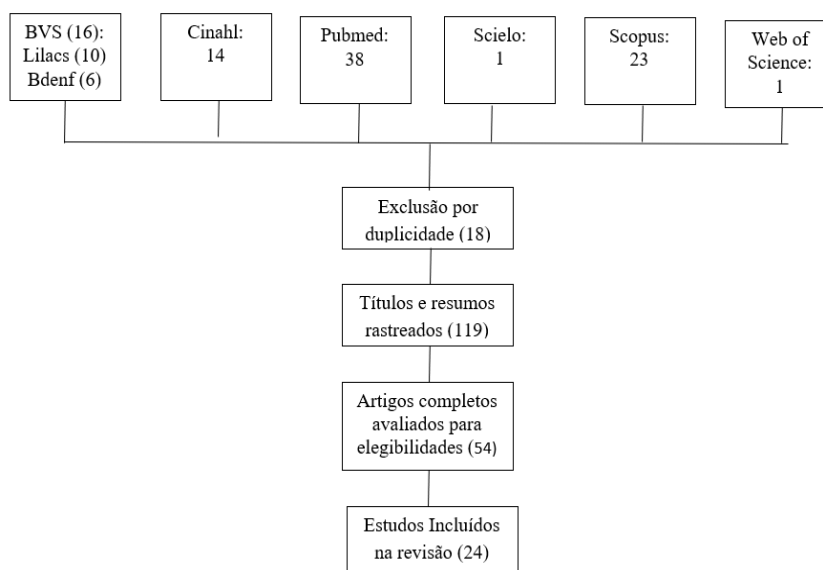 BVS (16):
Lilacs (10)
Bdenf (6)
Cinahl:
14
Pubmed:
38
Scielo:
1
Scopus:
23
Web of
Science:
1
Exclusão por
duplicidade (18)
Títulos e resumos
rastreados (119)
Artigos completos
avaliados para
elegibilidades (54)
Estudos Incluídos
na revisão (24)